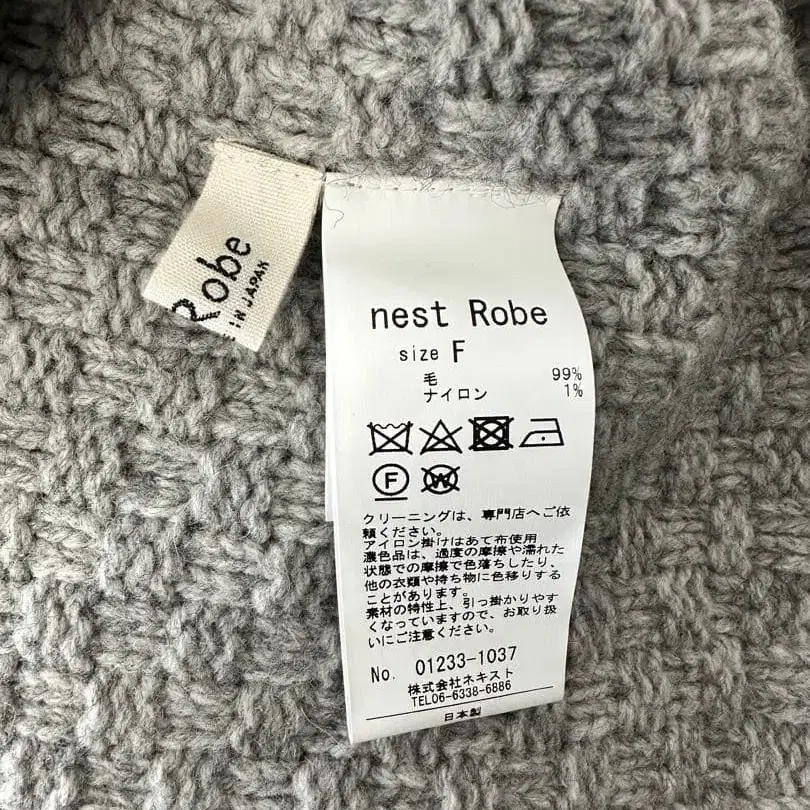 Robe
IN JAPAN
nest Robe
size F
毛 99%
ナイロン 1%
F
W
クリーニングは、専門店へご依
頼ください。
アイロン掛けはあて布使用
濃色品は、過度の摩擦や濡れた
状態での摩擦で色落ちしたり、
他の衣類や持ち物に色移りする
ことがあります。
素材の特性上、引っ掛かりやす
くなっていますので、お取り扱
いにご注意ください。
No. 01233-1037
株式会社ネキスト
TEL06-6338-6886
日本製